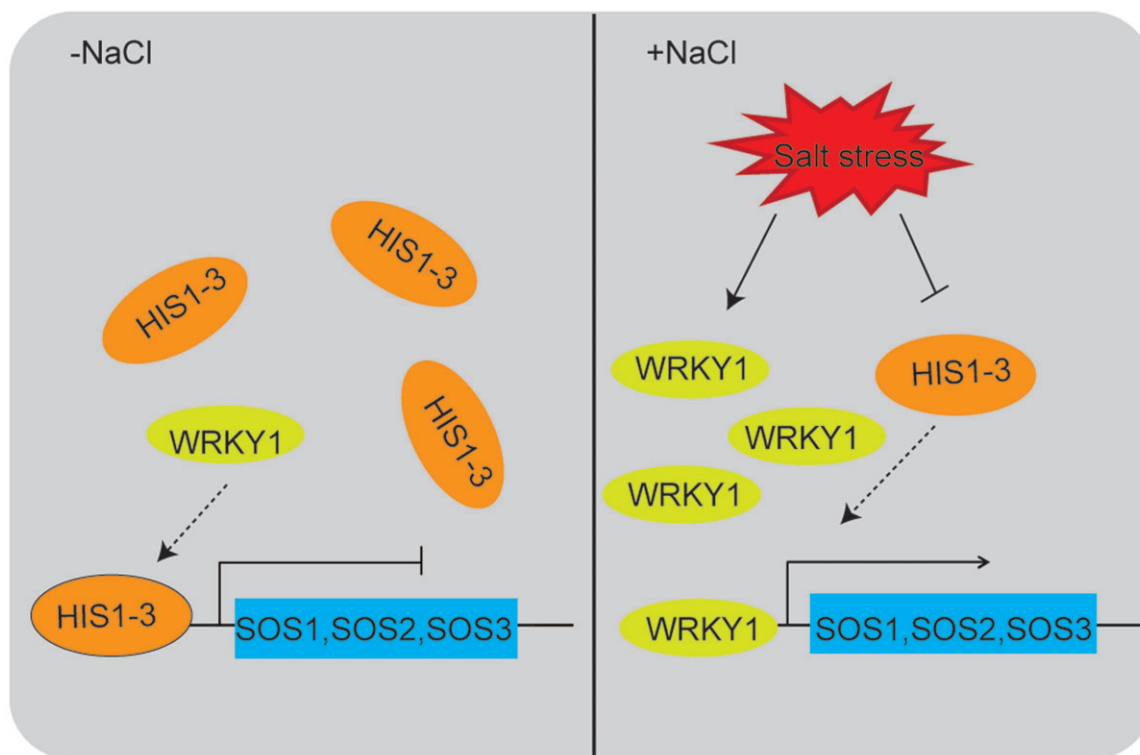 -NaCl
HIS1-3
HIS1-3
HIS1-3
WRKY1
HIS1-3
SOS1,SOS2,SOS3
+NaCl
Salt stress
WRKY1
HIS1-3
WRKY1
WRKY1
WRKY1
SOS1,SOS2,SOS3